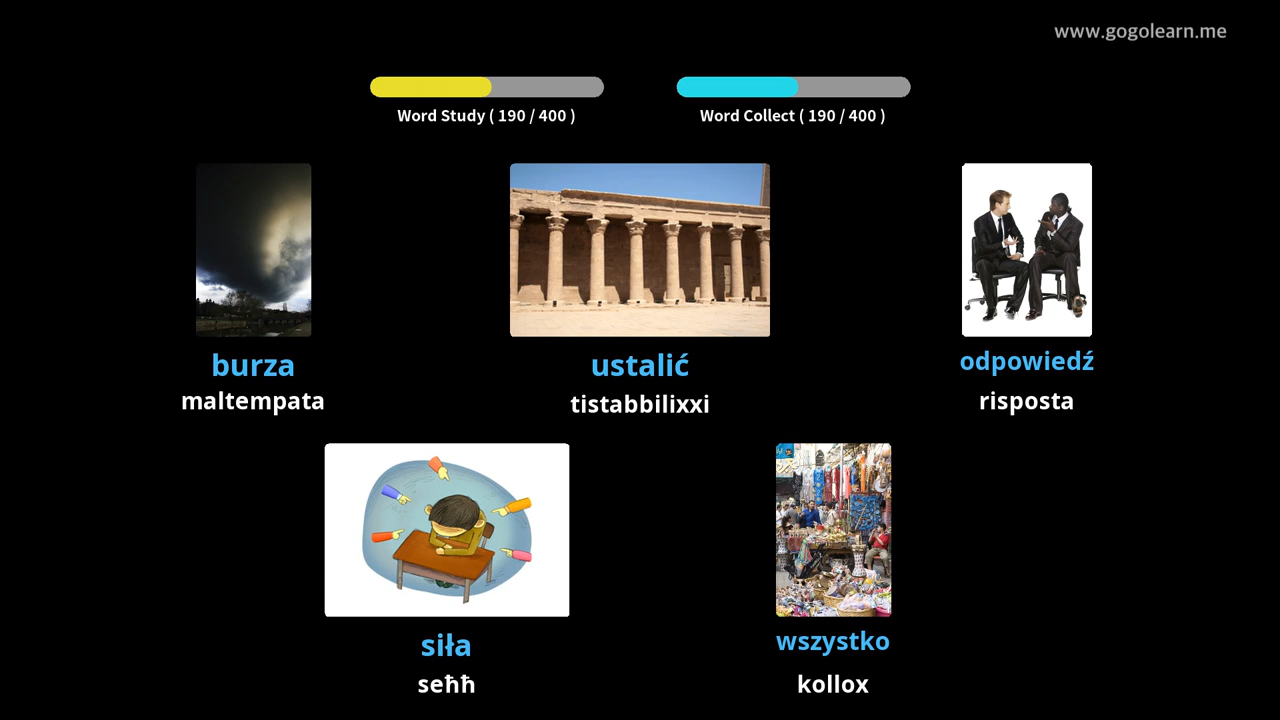 www.gogolearn.me
Word Study ( 190 / 400 )
Word Collect ( 190 / 400 )
burza
maltempata
ustalić
tistabbilixxi
odpowiedź
risposta
siła
seħħ
wszystko
kollox